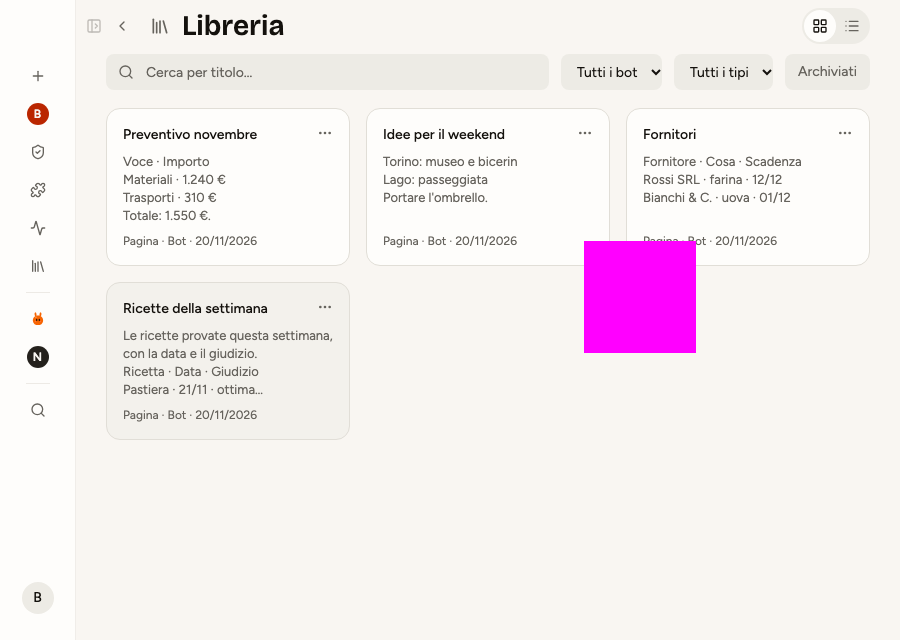 Libreria
Cerca per titolo...
Tutti i bot
Tutti i tipi
Archiviati
B
Preventivo novembre
Voce · Importo
Materiali · 1.240 €
Trasporti · 310 €
Totale: 1.550 €.
Pagina · Bot · 20/11/2026
Idee per il weekend
Torino: museo e bicerin
Lago: passeggiata
Portare l'ombrello.
Pagina · Bot · 20/11/2026
Fornitori
Fornitore · Cosa · Scadenza
Rossi SRL · farina · 12/12
Bianchi & C. · uova · 01/12
Pagina · Bot · 20/11/2026
Ricette della settimana
Le ricette provate questa settimana,
con la data e il giudizio.
Ricetta · Data · Giudizio
Pastiera · 21/11 · ottima...
Pagina · Bot · 20/11/2026
N
B